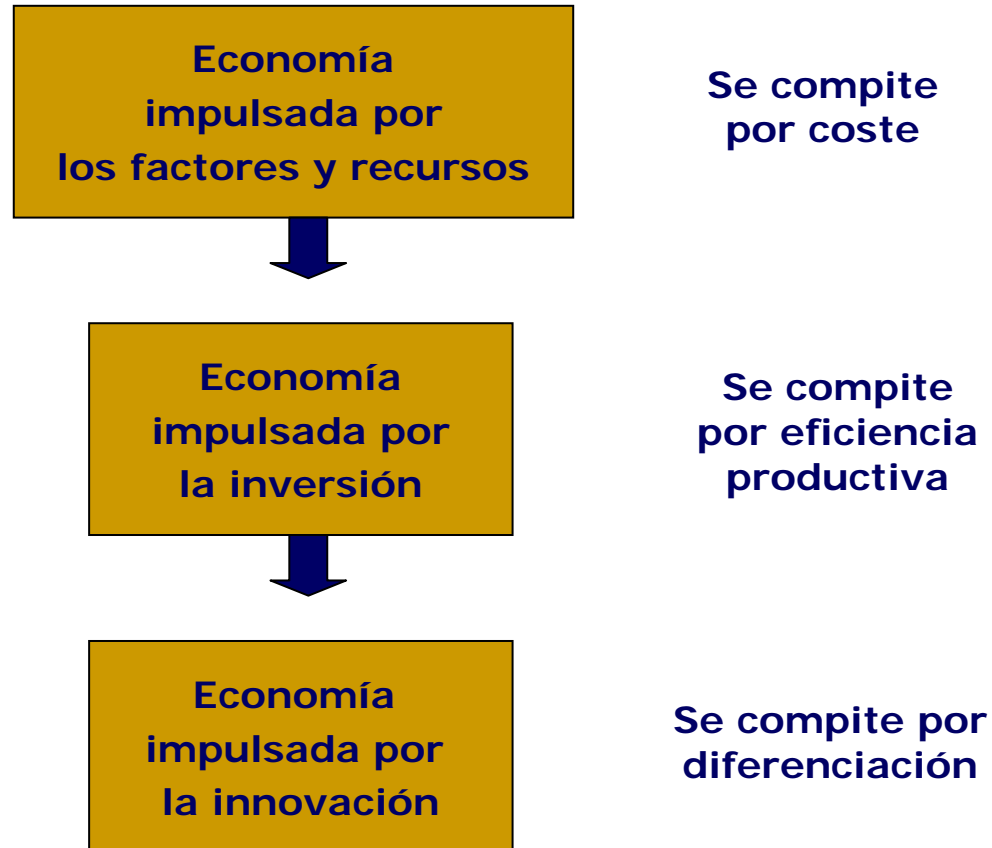 Economía
impulsada por
los factores y recursos
Se compite
por coste
Economía
impulsada por
la inversión
Se compite
por eficiencia
productiva
Economía
impulsada por
la innovación
Se compite por
diferenciación